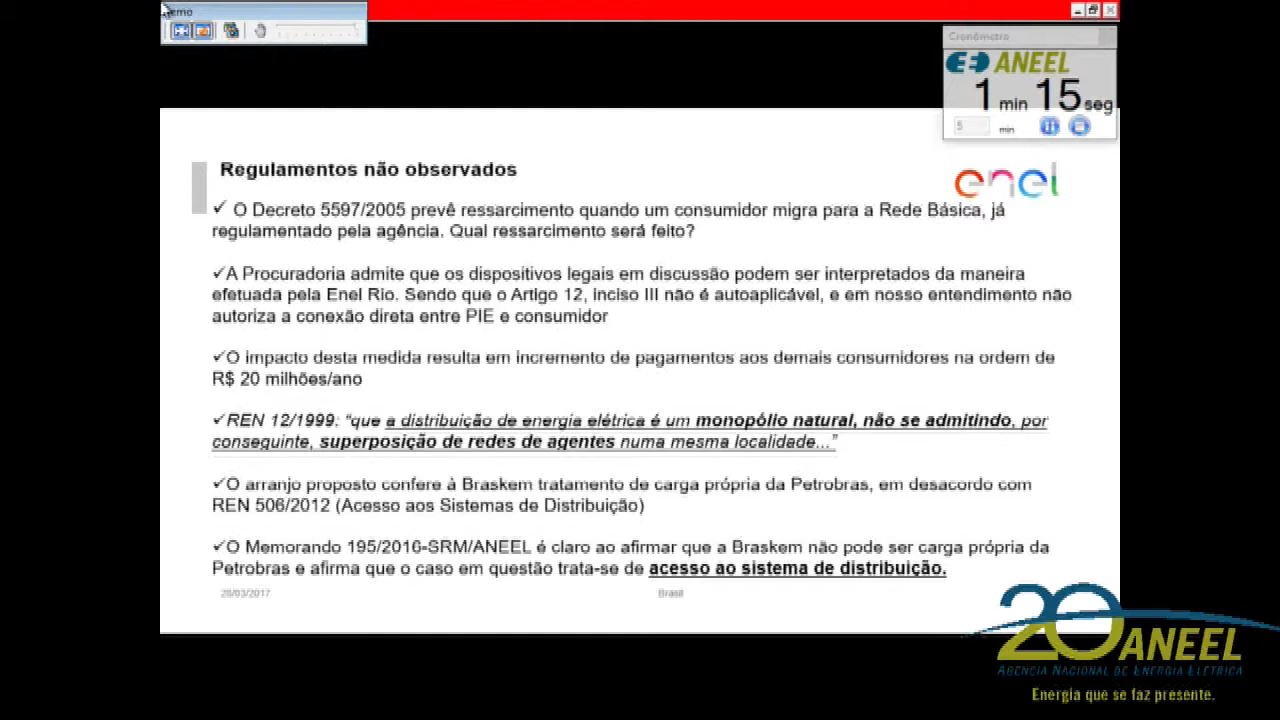 emo
Cronômetro
ANEEL
1 min 15 seg
5 min
Regulamentos não observados
enel
✓ O Decreto 5597/2005 prevê ressarcimento quando um consumidor migra para a Rede Básica, já
regulamentado pela agência. Qual ressarcimento será feito?
✓A Procuradoria admite que os dispositivos legais em discussão podem ser interpretados da maneira
efetuada pela Enel Rio. Sendo que o Artigo 12, inciso III não é autoaplicável, e em nosso entendimento não
autoriza a conexão direta entre PIE e consumidor
✓O impacto desta medida resulta em incremento de pagamentos aos demais consumidores na ordem de
R$ 20 milhões/ano
✓REN 12/1999: “que a distribuição de energia elétrica é um monopólio natural, não se admitindo, por
conseguinte, superposição de redes de agentes numa mesma localidade...”
✓O arranjo proposto confere à Braskem tratamento de carga própria da Petrobras, em desacordo com
REN 506/2012 (Acesso aos Sistemas de Distribuição)
✓O Memorando 195/2016-SRM/ANEEL é claro ao afirmar que a Braskem não pode ser carga própria da
Petrobras e afirma que o caso em questão trata-se de acesso ao sistema de distribuição.
28/03/2017
Brasil
20 ANEEL
AGÊNCIA NACIONAL DE ENERGIA ELÉTRICA
Energia que se faz presente.